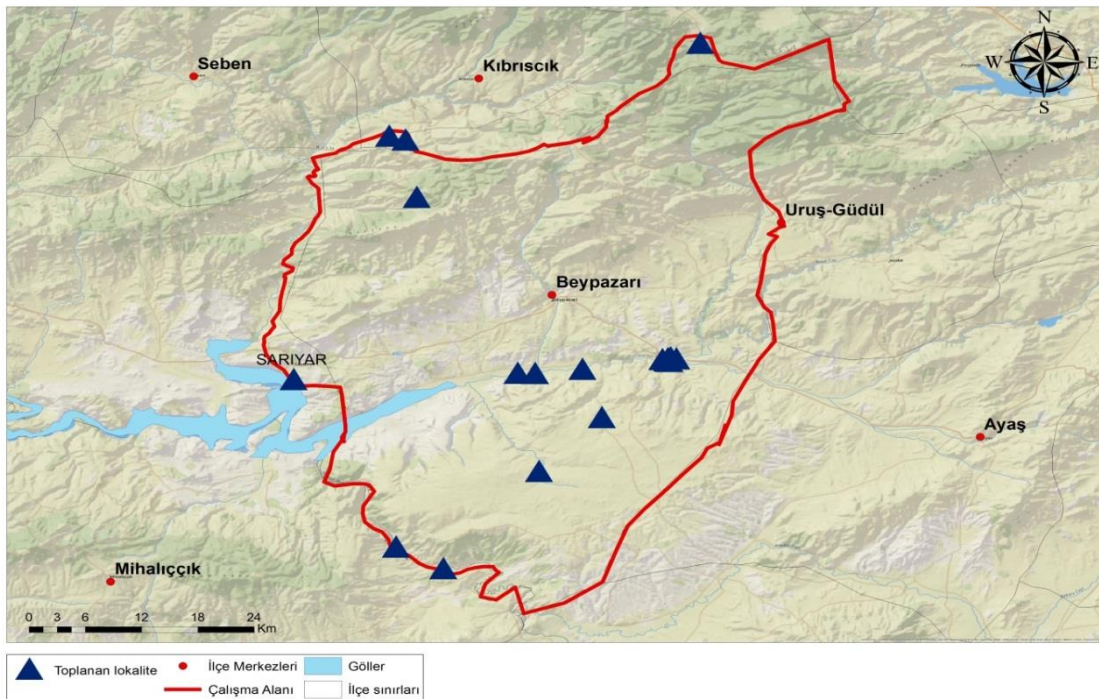 N
W E
S
Seben
Kıbrıscık
Uruş-Güdül
Beypazarı
SARIYAR
Ayaş
Mihalıççık
0 3 6 12 18 24
Km
Toplanan lokalite
İlçe Merkezleri
Göller
Çalışma Alanı
İlçe sınırları